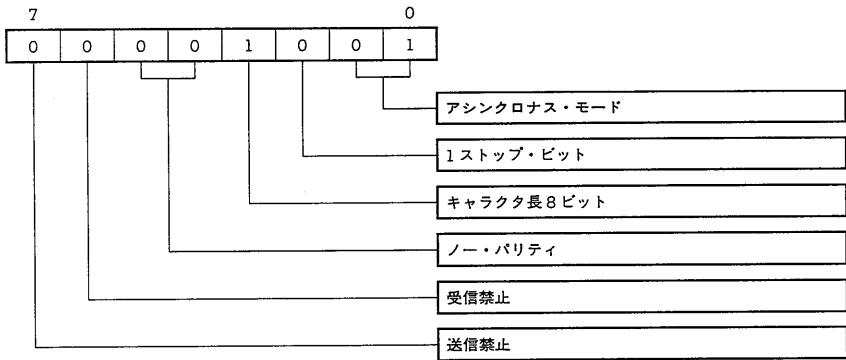 7 0
0 0 0 0 1 0 0 1
アシンクロナス・モード
1ストップ・ビット
キャラクタ長8ビット
ノー・パリティ
受信禁止
送信禁止